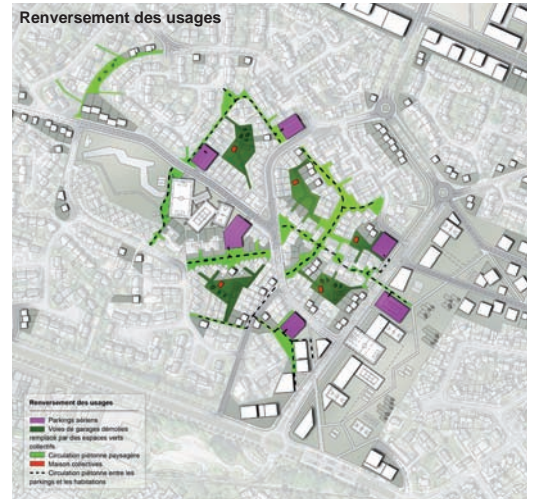 Renversement des usages
Renversement des usages
Parkings aériens
Voies de garages démolies
remplacé par des espaces verts
collectifs
Circulation piétonne paysagère
Maison collectives
Circulation piétonne entre les
parkings et les habitations